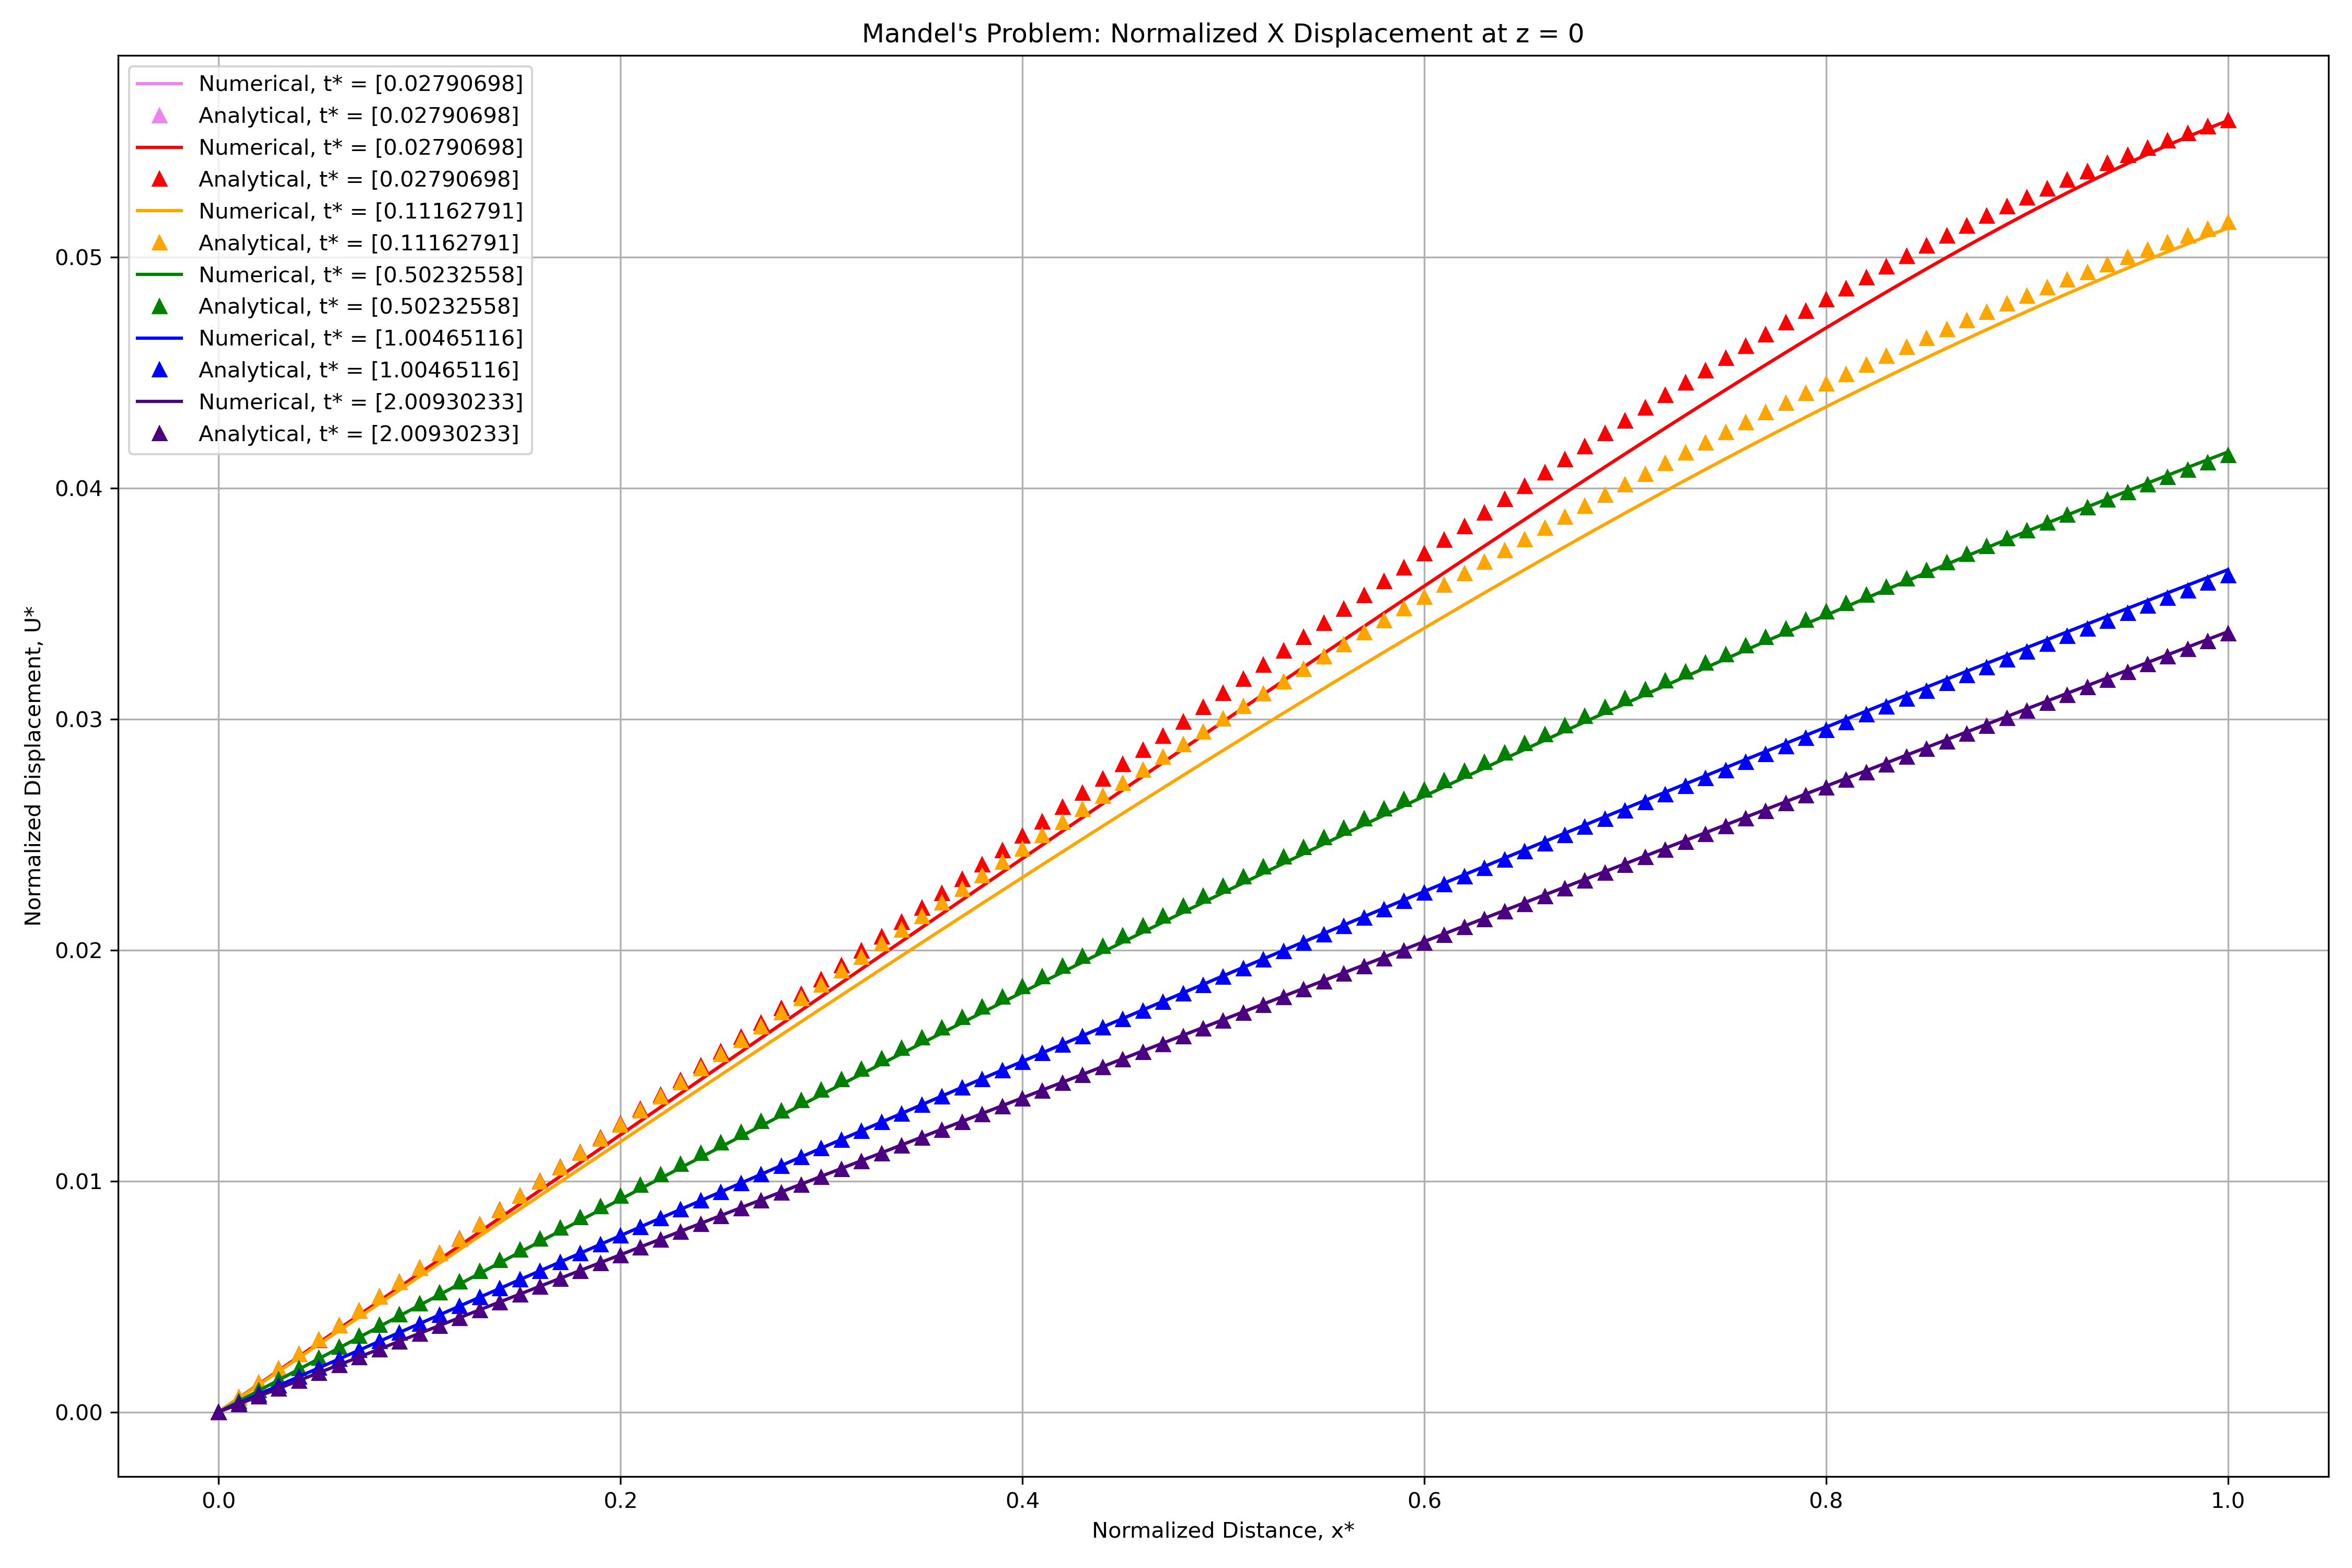 Mandel's Problem: Normalized X Displacement at z = 0
Numerical, t* = [0.02790698]
Analytical, t* = [0.02790698]
Numerical, t* = [0.02790698]
Analytical, t* = [0.02790698]
Numerical, t* = [0.11162791]
Analytical, t* = [0.11162791]
Numerical, t* = [0.50232558]
Analytical, t* = [0.50232558]
Numerical, t* = [1.00465116]
Analytical, t* = [1.00465116]
Numerical, t* = [2.00930233]
Analytical, t* = [2.00930233]
Normalized Displacement, U*
0.05
0.04
0.03
0.02
0.01
0.00
0.0 0.2 0.4 0.6 0.8 1.0
Normalized Distance, x*